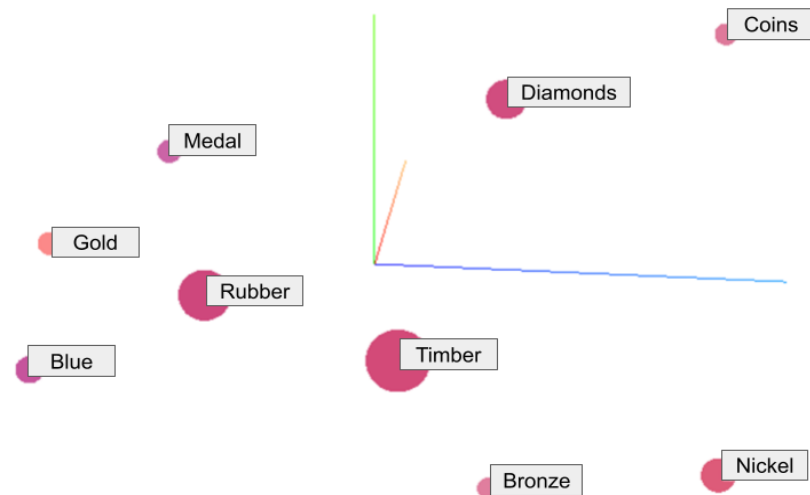 Coins
Diamonds
Medal
Gold
Rubber
Blue
Timber
Nickel
Bronze